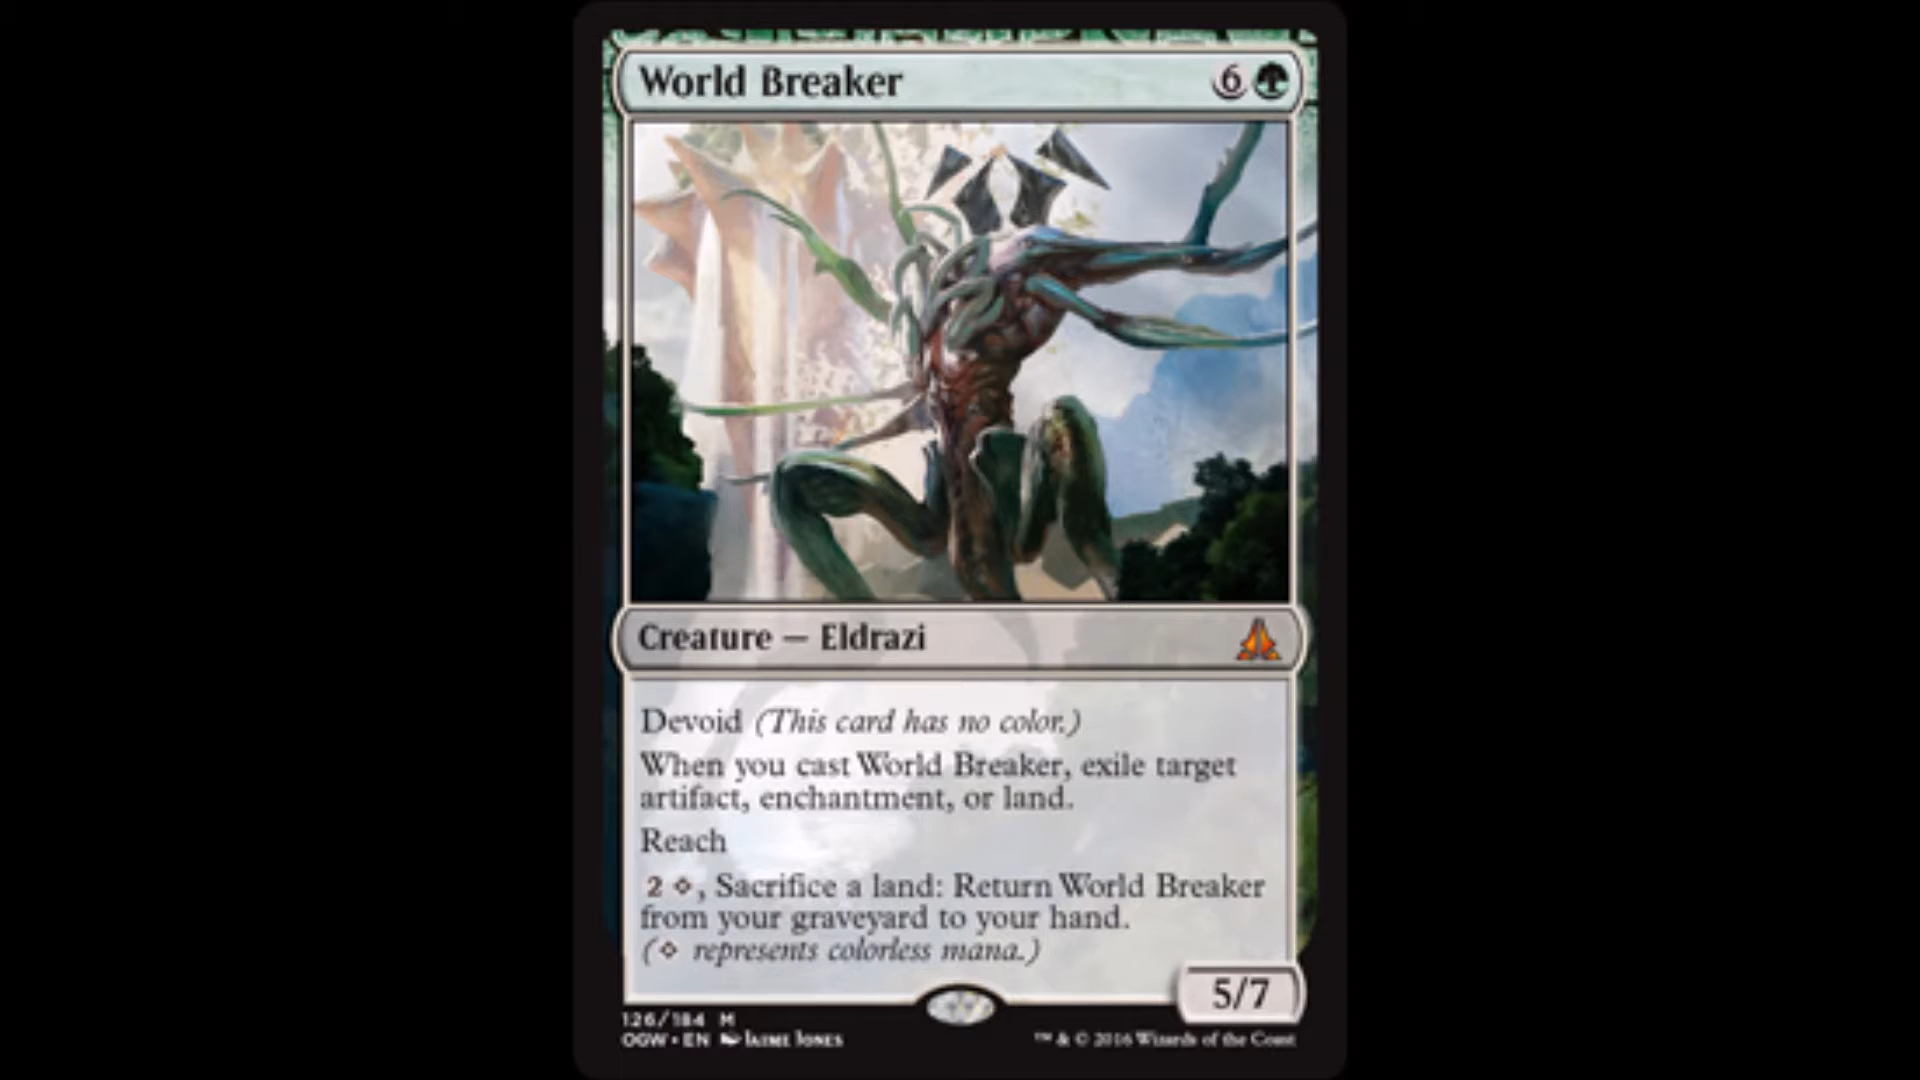 World Breaker 6
Creature — Eldrazi
Devoid (This card has no color.)
When you cast World Breaker, exile target
artifact, enchantment, or land.
Reach
2 , Sacrifice a land: Return World Breaker
from your graveyard to your hand.
( represents colorless mana.)
5/7
126/184 M
OGW • EN Jaime Jones
™ & © 2016 Wizards of the Coast